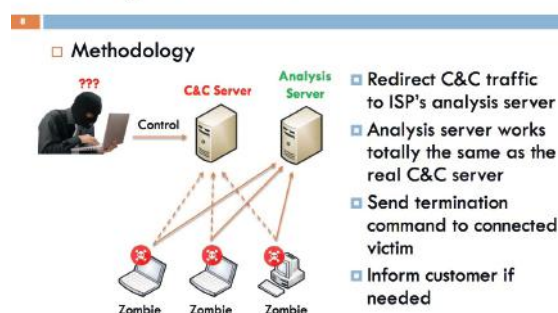 8
Methodology
???
C&C Server
Analysis
Server
Control
Zombie
Zombie
Zombie
Redirect C&C traffic
to ISP's analysis server
Analysis server works
totally the same as the
real C&C server
Send termination
command to connected
victim
Inform customer if
needed